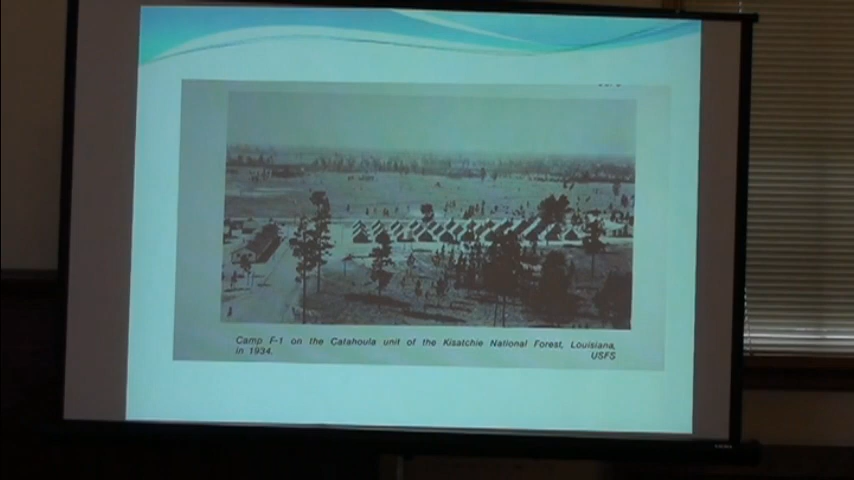 Camp F-1 on the Catahoula unit of the Kisatchie National Forest, Louisiana,
in 1934. USFS